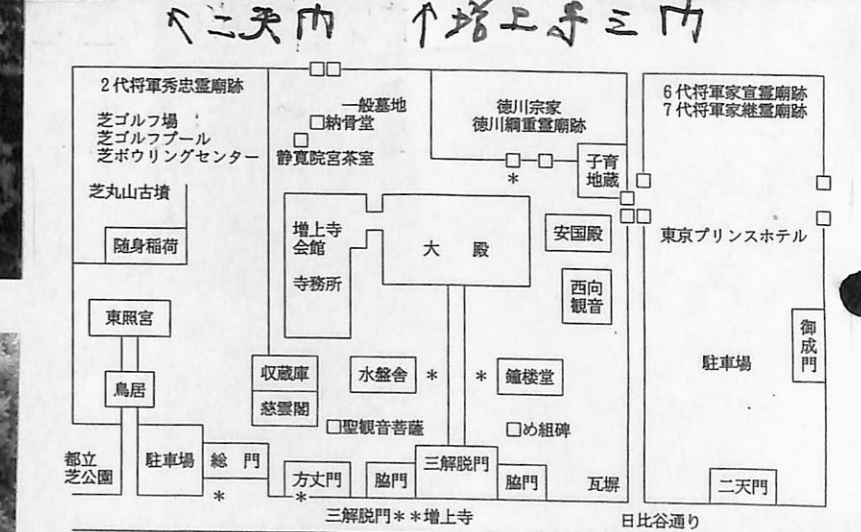 ↖二天門 ↑増上寺三門
2代将軍秀忠霊廟跡
芝ゴルフ場
芝ゴルフプール
芝ボウリングセンター
芝丸山古墳
随身稲荷
東照宮
鳥居
都立
芝公園
駐車場
総門
一般墓地
□納骨堂
静寛院宮茶室
徳川宗家
徳川綱重霊廟跡
*
子育
地蔵
増上寺
会館
寺務所
大殿
安国殿
西向
観音
収蔵庫
慈霊閣
水盤舎
*
*
鐘楼堂
□聖観音菩薩
□め組碑
*
方丈門
*
脇門
三解脱門
脇門
瓦塀
三解脱門**増上寺
6代将軍家宣霊廟跡
7代将軍家継霊廟跡
東京プリンスホテル
御成門
駐車場
二天門
日比谷通り